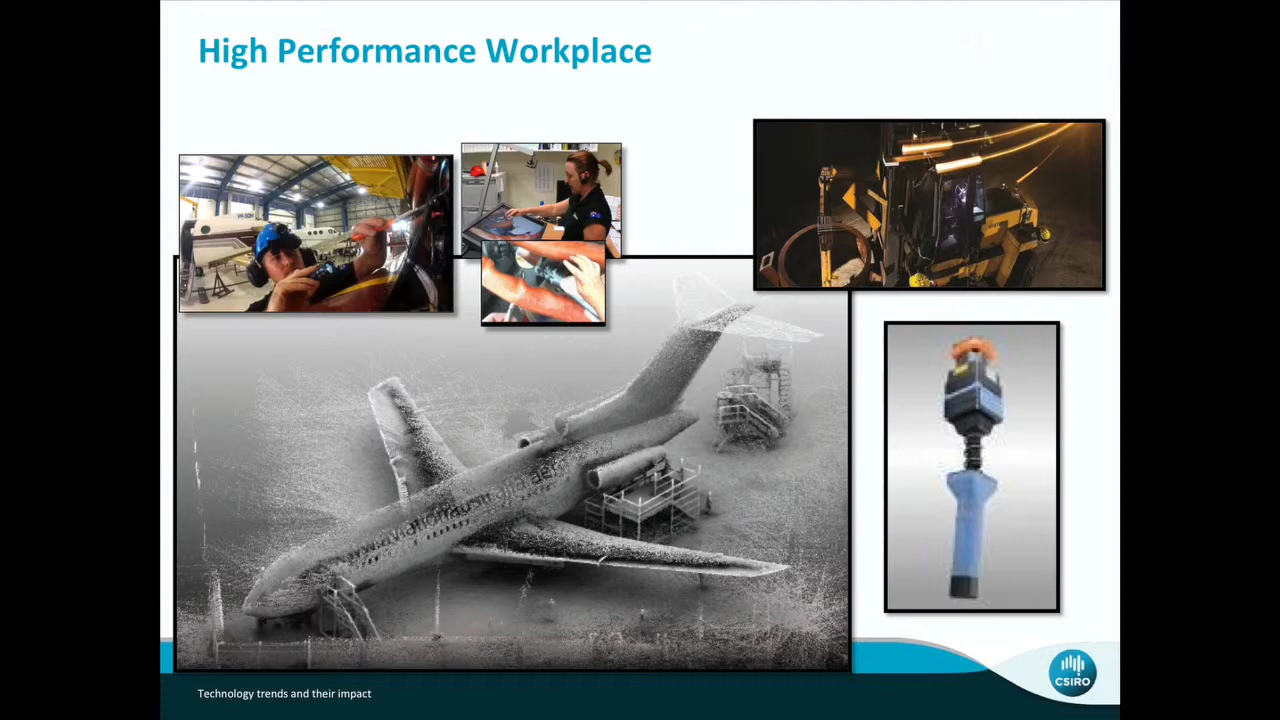 High Performance Workplace
Technology trends and their impact
CSIRO